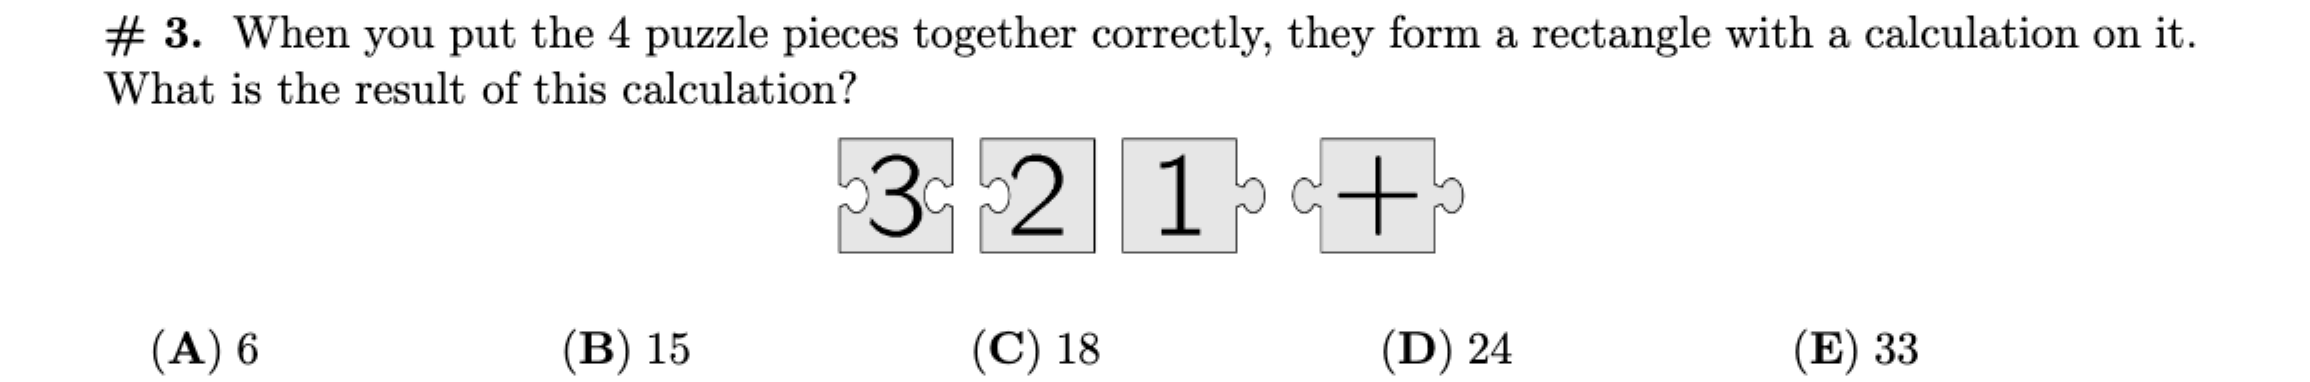 # 3. When you put the 4 puzzle pieces together correctly, they form a rectangle with a calculation on it.
What is the result of this calculation?
3 2 1 +
(A) 6 (B) 15 (C) 18 (D) 24 (E) 33